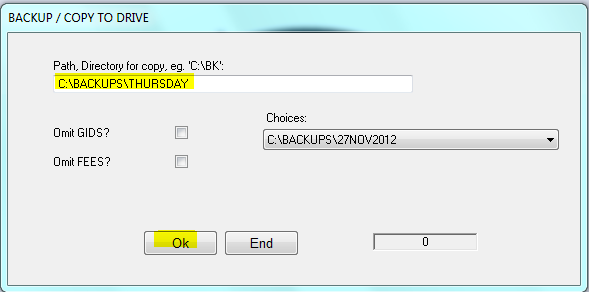 BACKUP / COPY TO DRIVE
Path, Directory for copy, eg. 'C:\BK':
C:\BACKUPS\THURSDAY
Choices:
Omit GIDS?
C:\BACKUPS\27NOV2012
Omit FEES?
Ok
End
0